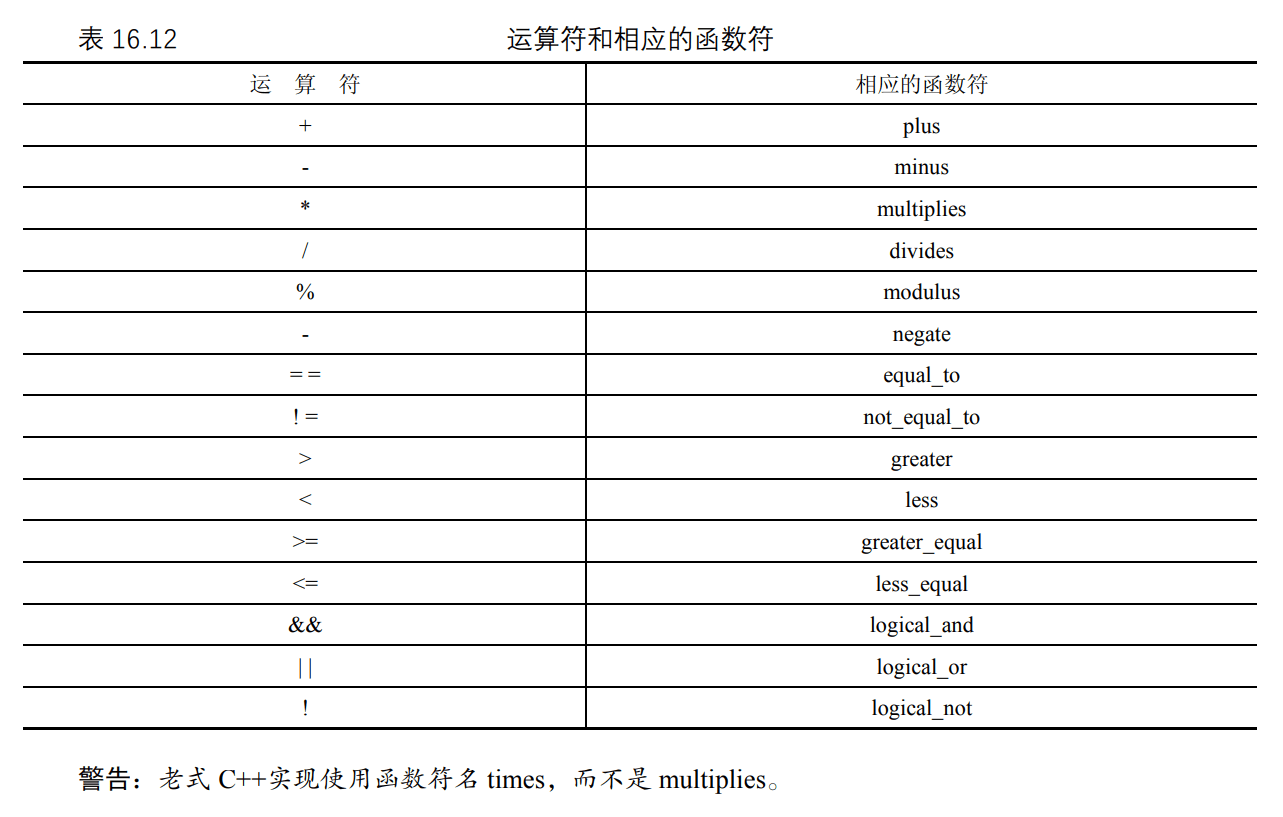 表 16.12 运算符和相应的函数符
运 算 符 相应的函数符
+ plus
- minus
* multiplies
/ divides
% modulus
- negate
= = equal_to
! = not_equal_to
> greater
< less
>= greater_equal
<= less_equal
&& logical_and
|| logical_or
! logical_not
警告：老式 C++实现使用函数符名 times，而不是 multiplies。